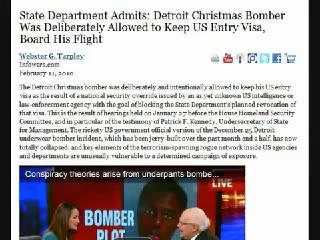 State Department Admits: Detroit Christmas Bomber
Was Deliberately Allowed to Keep US Entry Visa,
Board His Flight
Webster G. Tarpley
Infowars.com
February 11, 2010
The Detroit Christmas bomber was deliberately and intentionally allowed to keep his US entry
visa as the result of a national security override issued by an as yet unknown US intelligence or
law-enforcement agency with the goal of blocking the State Department's planned revocation of
that visa. This is the result of hearings held on January 27 before the House Homeland Security
Committee, and in particular of the testimony of Patrick F. Kennedy, Undersecretary of State
for Management. The rickety US government official version of the December 25 Detroit
underwear bomber incident, which has been jerry-built over the past month and a half, has now
totally collapsed, and key elements of the terrorism-spawning rogue network inside US agencies
and departments are unusually vulnerable to a determined campaign of exposure.
Conspiracy theories arise from underpants bombe...
LIVE
BOMBER
PLOT